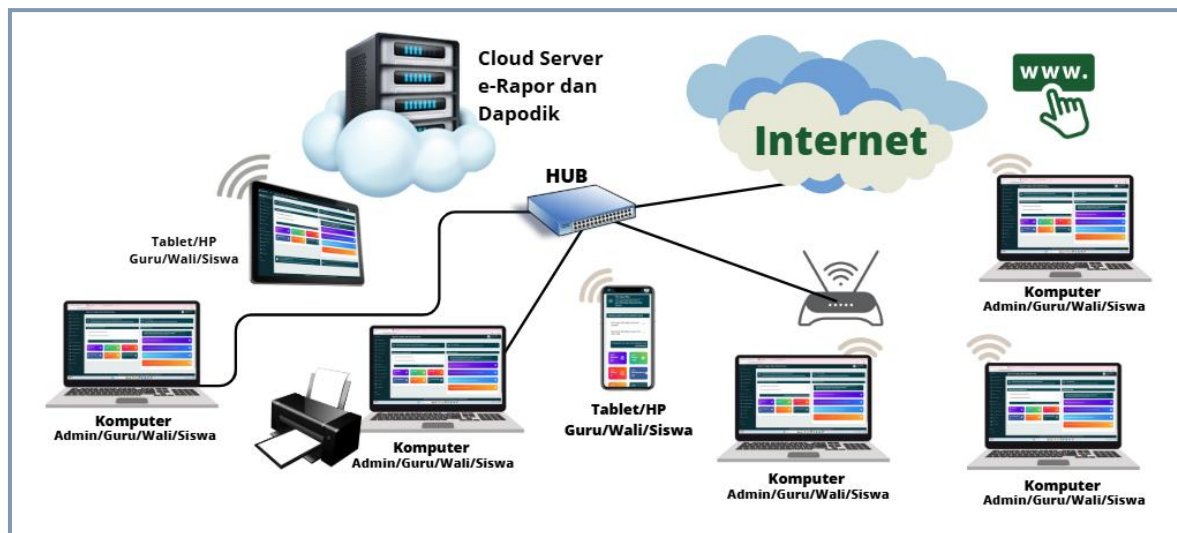 Cloud Server
e-Rapor dan
Dapodik
Internet
www.
HUB
Tablet/HP
Guru/Wali/Siswa
Komputer
Admin/Guru/Wali/Siswa
Komputer
Admin/Guru/Wali/Siswa
Komputer
Admin/Guru/Wali/Siswa
Tablet/HP
Guru/Wali/Siswa
Komputer
Admin/Guru/Wali/Siswa
Komputer
Admin/Guru/Wali/Siswa